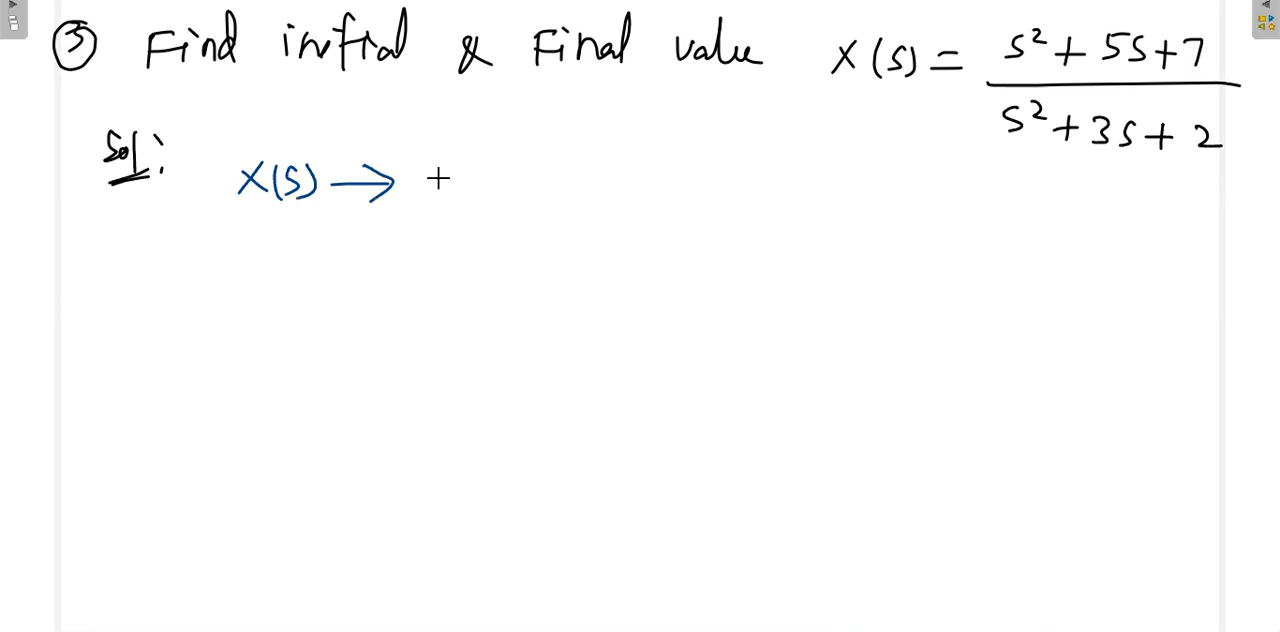 ③ Find initial & Final value X(s) = (s² + 5s + 7) / (s² + 3s + 2)
Sol:
X(s) →